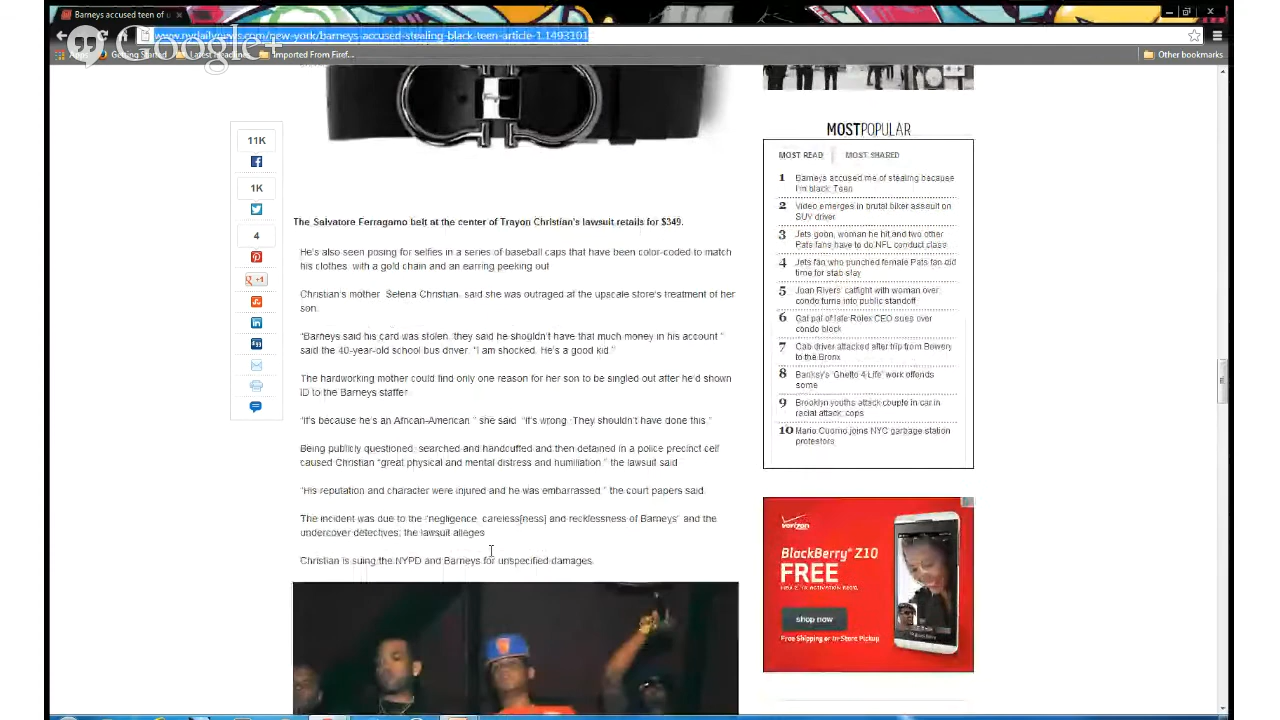 Barneys accused teen of u
www.nydailynews.com/new-york/barneys-accused-stealing-black-teen-article-1.1493101
Google+
Getting Started
Latest Headlines
Imported From Firef...
Other bookmarks
11K
1K
4
+1
The Salvatore Ferragamo belt at the center of Trayon Christian's lawsuit retails for $349.
He's also seen posing for selfies in a series of baseball caps that have been color-coded to match
his clothes, with a gold chain and an earring peeking out
Christian's mother, Selena Christian, said she was outraged at the upscale store's treatment of her
son.
"Barneys said his card was stolen, they said he shouldn't have that much money in his account,"
said the 40-year-old school bus driver. "I am shocked. He's a good kid."
The hardworking mother could find only one reason for her son to be singled out after he'd shown
ID to the Barneys staffer.
"It's because he's an African-American," she said. "It's wrong. They shouldn't have done this."
Being publicly questioned, searched and handcuffed and then detained in a police precinct cell
caused Christian "great physical and mental distress and humiliation," the lawsuit said.
"His reputation and character were injured and he was embarrassed," the court papers said.
The incident was due to the "negligence, careless[ness] and recklessness of Barneys" and the
undercover detectives, the lawsuit alleges.
Christian is suing the NYPD and Barneys for unspecified damages.
MOSTPOPULAR
MOST READ
MOST SHARED
1 Barneys accused me of stealing because
I'm black: Teen
2 Video emerges in brutal biker assault on
SUV driver
3 Jets goon, woman he hit and two other
Pats fans have to do NFL conduct class
4 Jets fan who punched female Pats fan did
time for stab slay
5 Joan Rivers' catfight with woman over
condo turns into public standoff
6 Gal pal of late Rolex CEO sues over
condo block
7 Cab driver attacked after trip from Bowery
to the Bronx
8 Banksy's 'Ghetto 4 Life' work offends
some
9 Brooklyn youths attack couple in car in
racial attack: cops
10 Mario Cuomo joins NYC garbage station
protestors
verizon
BlackBerry Z10
FREE
shop now
Free Shipping or In-Store Pickup